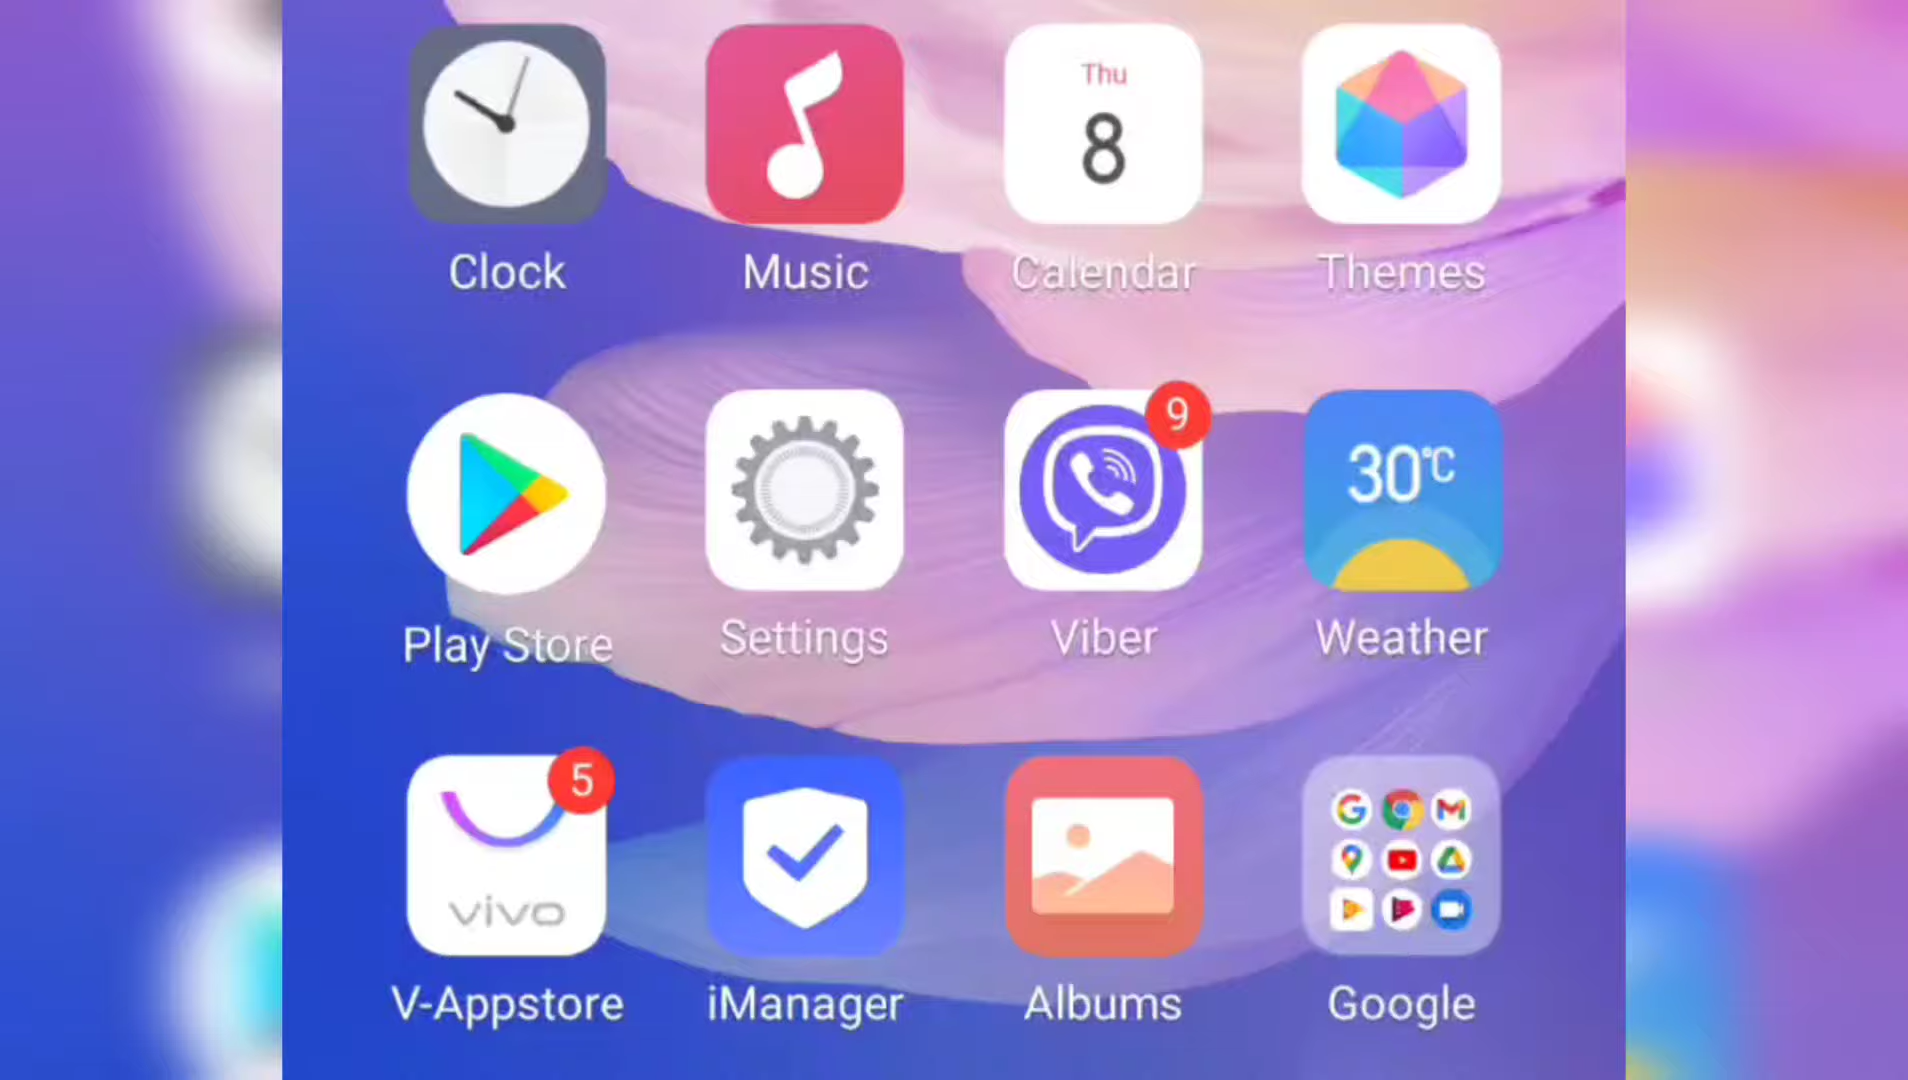 Thu
8
Clock Music Calendar Themes
9
30°C
Play Store Settings Viber Weather
5
vivo
V-Appstore iManager Albums Google